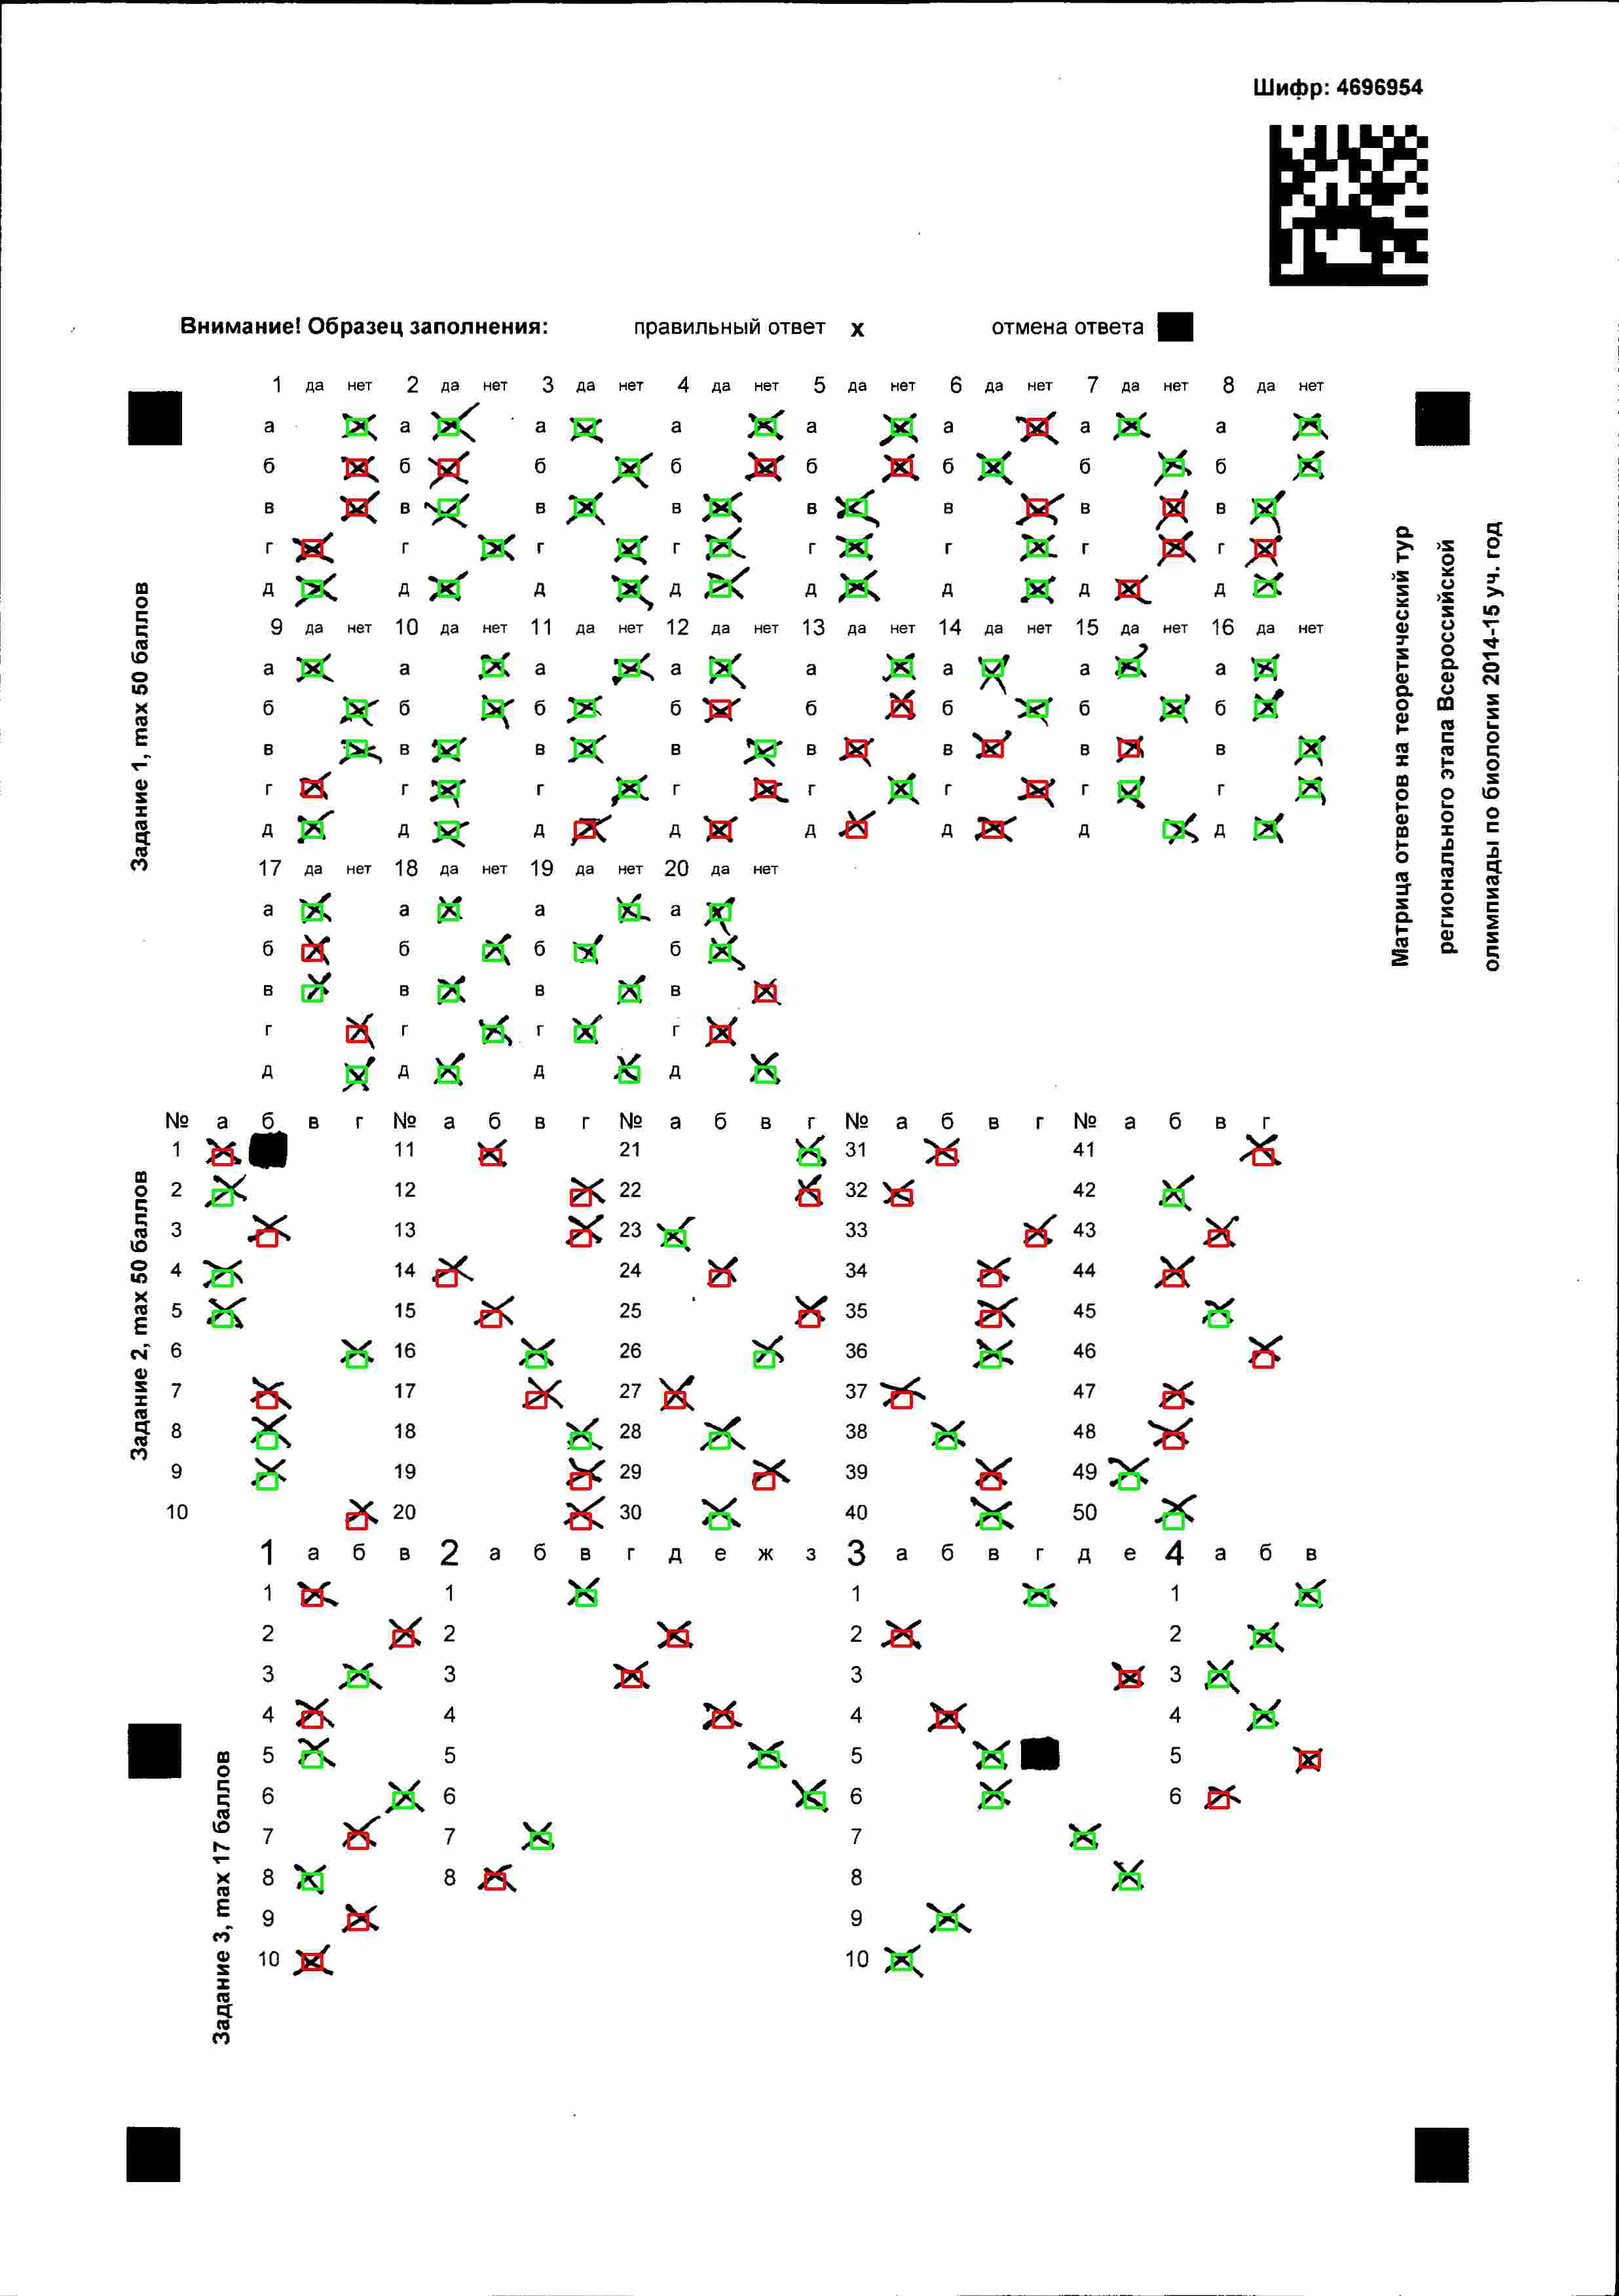 Шифр: 4696954
Внимание! Образец заполнения: правильный ответ х отмена ответа
1 да нет 2 да нет 3 да нет 4 да нет 5 да нет 6 да нет 7 да нет 8 да нет
а а а а а а а а
б б б б б б б б
в в в в в в в в
г г г г г г г г
д д д д д д д д
9 да нет 10 да нет 11 да нет 12 да нет 13 да нет 14 да нет 15 да нет 16 да нет
а а а а а а а а
б б б б б б б б
в в в в в в в в
г г г г г г г г
д д д д д д д д
17 да нет 18 да нет 19 да нет 20 да нет
а а а а
б б б б
в в в в
г г г г
д д д д
Задание 1, max 50 баллов
Матрица ответов на теоретический тур
регионального этапа Всероссийской
олимпиады по биологии 2014-15 уч. год
№ а б в г № а б в г № а б в г № а б в г № а б в г
1 11 21 31 41
2 12 22 32 42
3 13 23 33 43
4 14 24 34 44
5 15 25 35 45
6 16 26 36 46
7 17 27 37 47
8 18 28 38 48
9 19 29 39 49
10 20 30 40 50
Задание 2, max 50 баллов
1 а б в 2 а б в г д е ж з 3 а б в г д е 4 а б в
1 1 1 1
2 2 2 2
3 3 3 3
4 4 4 4
5 5 5 5
6 6 6 6
7 7 7
8 8 8
9 9
10 10
Задание 3, max 17 баллов